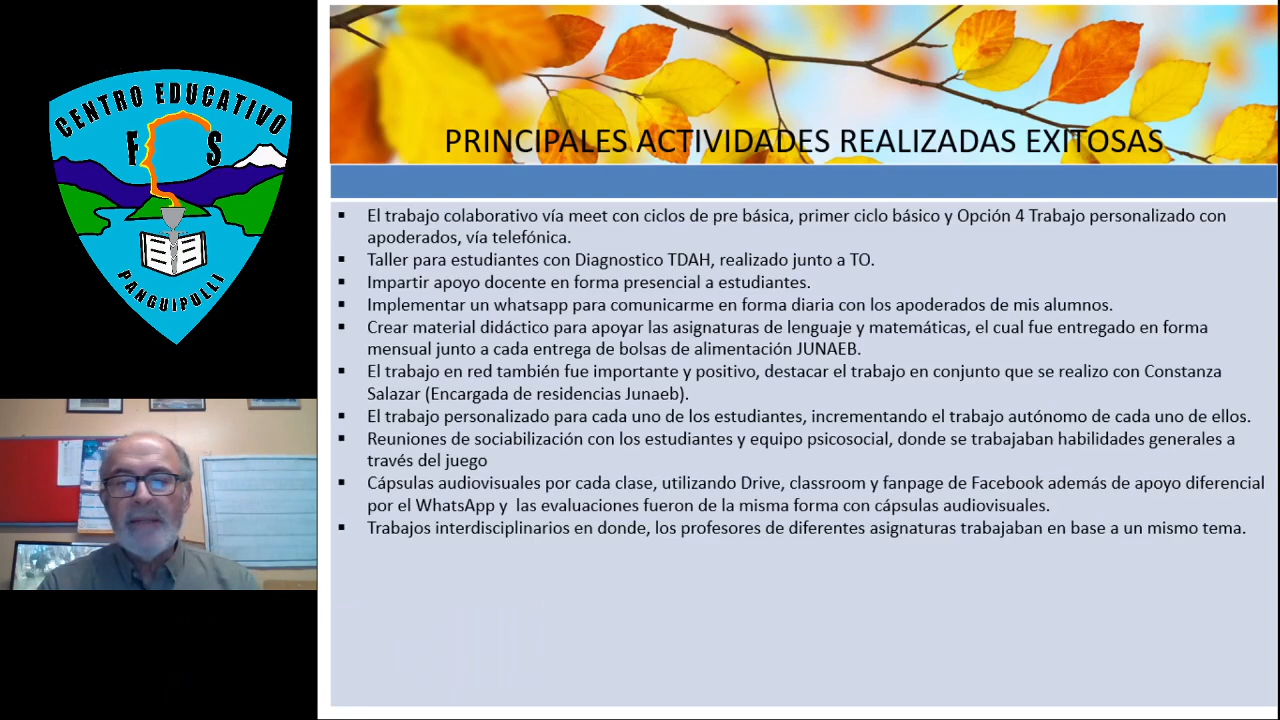 CENTRO EDUCATIVO
F S
PANGUIPULLI
PRINCIPALES ACTIVIDADES REALIZADAS EXITOSAS
▪ El trabajo colaborativo vía meet con ciclos de pre básica, primer ciclo básico y Opción 4 Trabajo personalizado con
apoderados, vía telefónica.
▪ Taller para estudiantes con Diagnostico TDAH, realizado junto a TO.
▪ Impartir apoyo docente en forma presencial a estudiantes.
▪ Implementar un whatsapp para comunicarme en forma diaria con los apoderados de mis alumnos.
▪ Crear material didáctico para apoyar las asignaturas de lenguaje y matemáticas, el cual fue entregado en forma
mensual junto a cada entrega de bolsas de alimentación JUNAEB.
▪ El trabajo en red también fue importante y positivo, destacar el trabajo en conjunto que se realizo con Constanza
Salazar (Encargada de residencias Junaeb).
▪ El trabajo personalizado para cada uno de los estudiantes, incrementando el trabajo autónomo de cada uno de ellos.
▪ Reuniones de sociabilización con los estudiantes y equipo psicosocial, donde se trabajaban habilidades generales a
través del juego
▪ Cápsulas audiovisuales por cada clase, utilizando Drive, classroom y fanpage de Facebook además de apoyo diferencial
por el WhatsApp y las evaluaciones fueron de la misma forma con cápsulas audiovisuales.
▪ Trabajos interdisciplinarios en donde, los profesores de diferentes asignaturas trabajaban en base a un mismo tema.